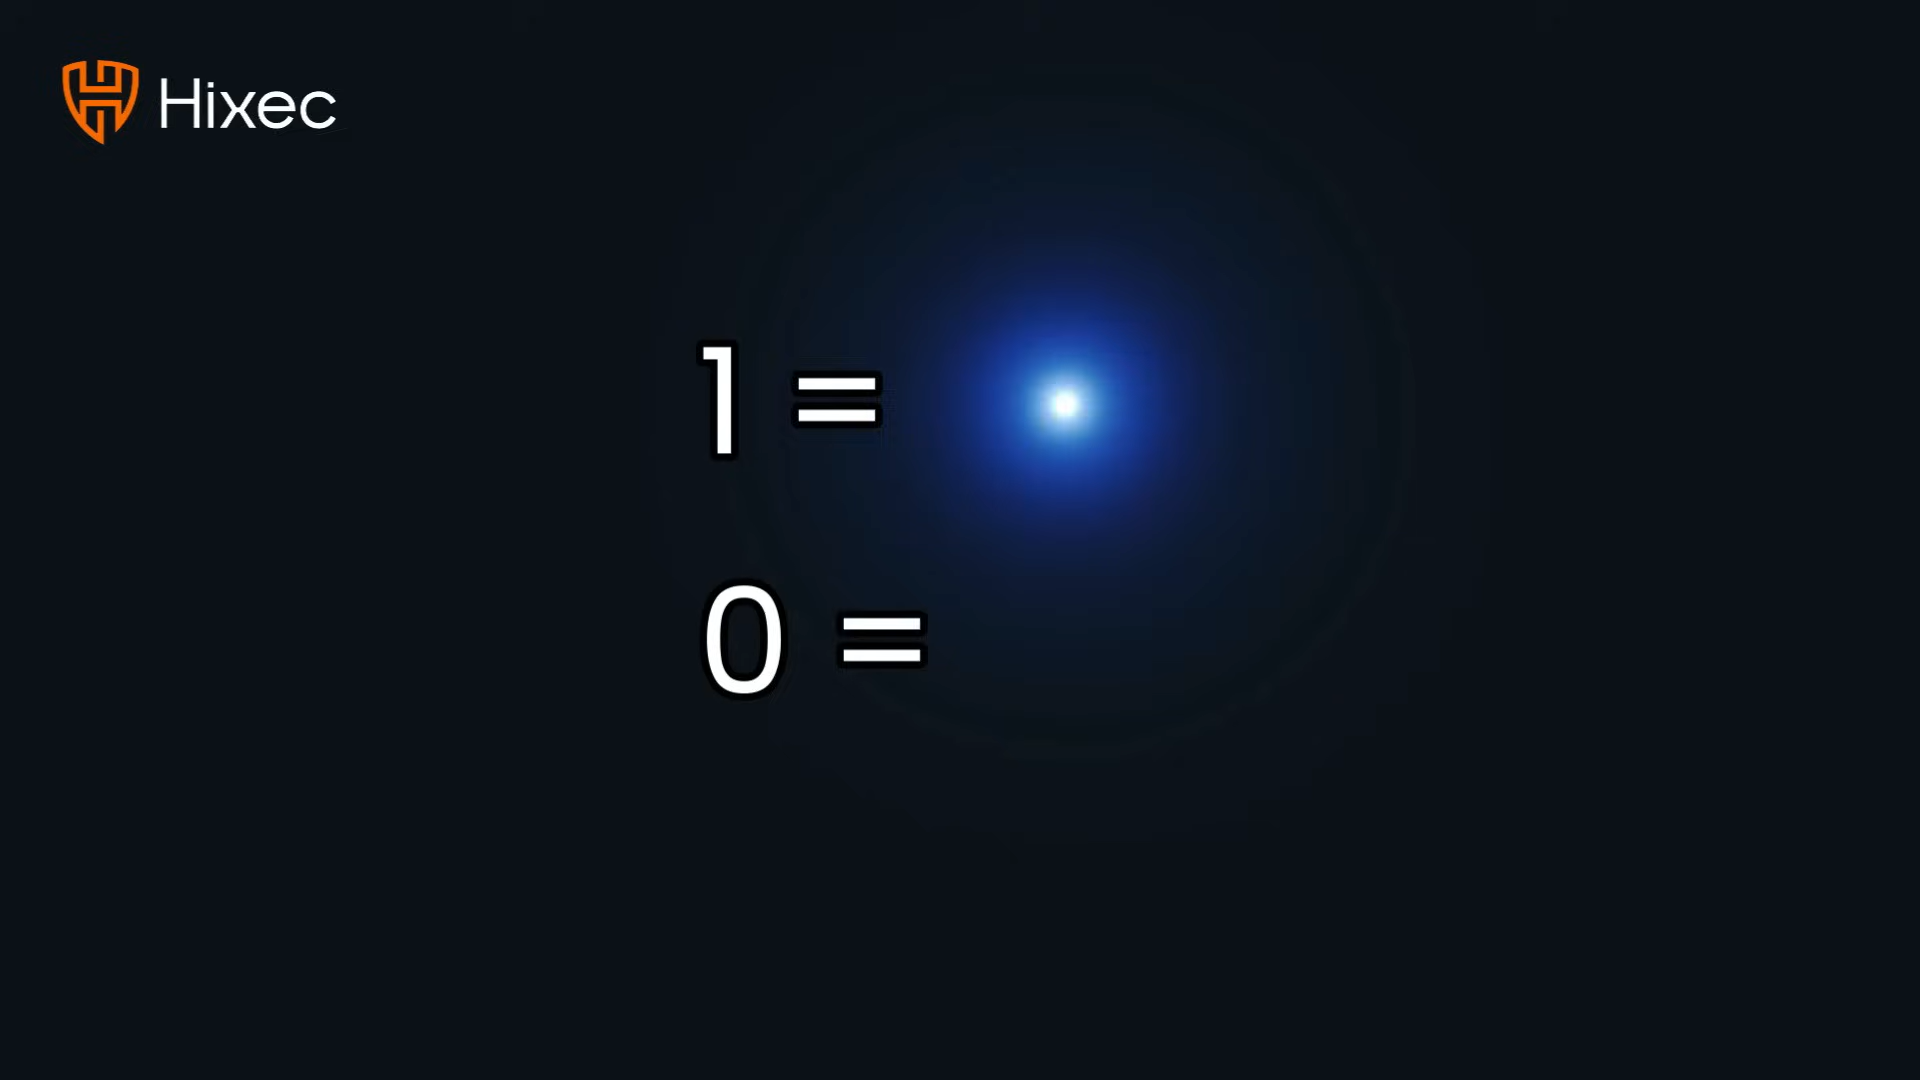 Hixec
1 =
0 =